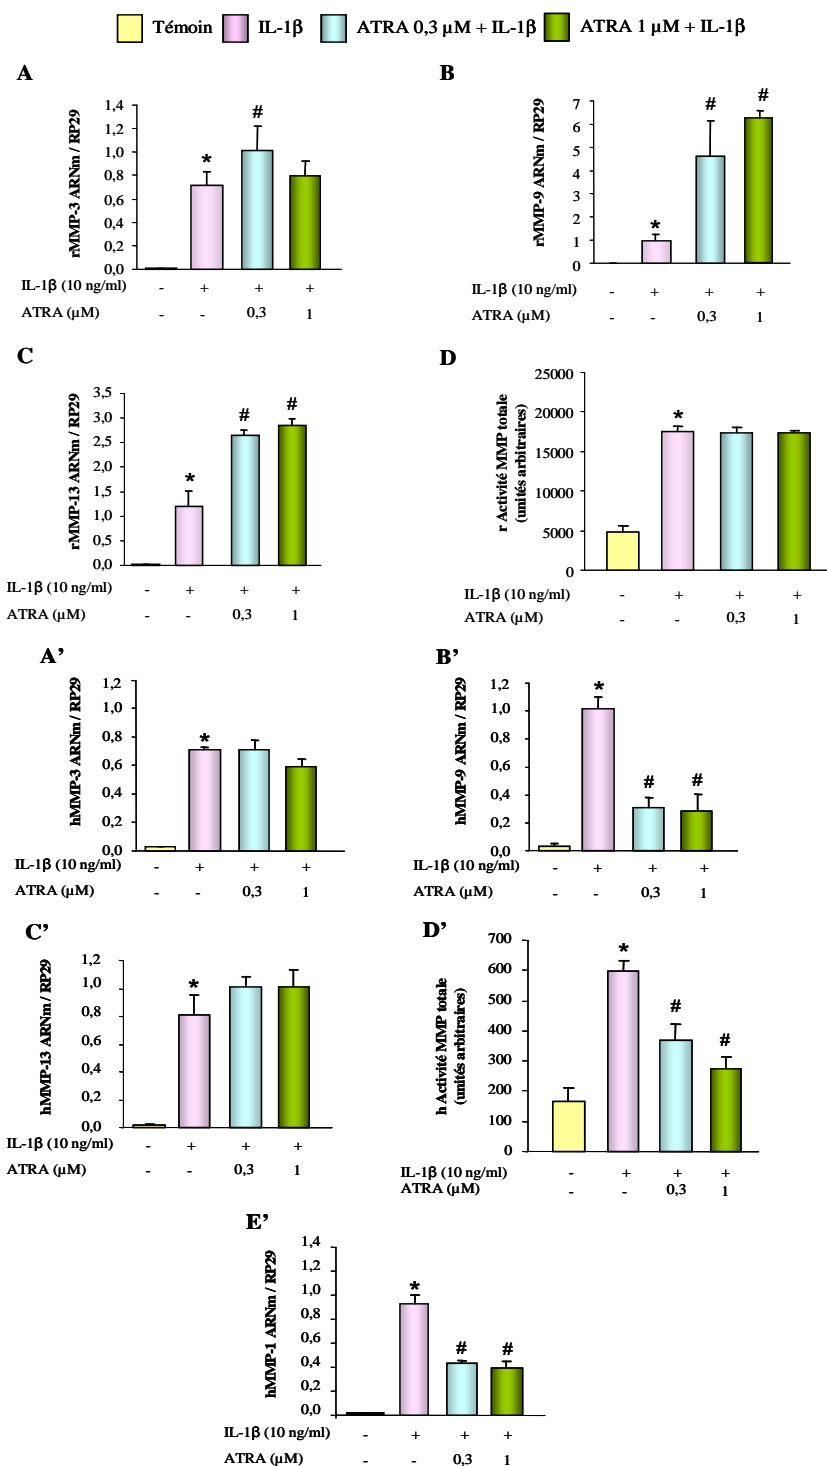 Témoin IL-1β ATRA 0,3 µM + IL-1β ATRA 1 µM + IL-1β
A
rMMP-3 ARNm / RP29
1,4
1,2
1,0
0,8
0,6
0,4
0,2
0,0
* #
IL-1β (10 ng/ml) - + + +
ATRA (µM) - - 0,3 1
B
rMMP-9 ARNm / RP29
7
6
5
4
3
2
1
0
* # #
IL-1β (10 ng/ml) - + + +
ATRA (µM) - - 0,3 1
C
rMMP-13 ARNm / RP29
3,5
3,0
2,5
2,0
1,5
1,0
0,5
0,0
* # #
IL-1β (10 ng/ml) - + + +
ATRA (µM) - - 0,3 1
D
r Activité MMP totale
(unités arbitraires)
25000
20000
15000
10000
5000
0
*
IL-1β (10 ng/ml) - + + +
ATRA (µM) - - 0,3 1
A’
hMMP-3 ARNm / RP29
1,2
1,0
0,8
0,6
0,4
0,2
0,0
*
IL-1β (10 ng/ml) - + + +
ATRA (µM) - - 0,3 1
B’
hMMP-9 ARNm / RP29
1,2
1,0
0,8
0,6
0,4
0,2
0,0
* # #
IL-1β (10 ng/ml) - + + +
ATRA (µM) - - 0,3 1
C’
hMMP-13 ARNm / RP29
1,2
1,0
0,8
0,6
0,4
0,2
0,0
*
IL-1β (10 ng/ml) - + + +
ATRA (µM) - - 0,3 1
D’
h Activité MMP totale
(unités arbitraires)
700
600
500
400
300
200
100
0
* # #
IL-1β (10 ng/ml) - + + +
ATRA (µM) - - 0,3 1
E’
hMMP-1 ARNm / RP29
1,4
1,2
1,0
0,8
0,6
0,4
0,2
0,0
* # #
IL-1β (10 ng/ml) - + + +
ATRA (µM) - - 0,3 1